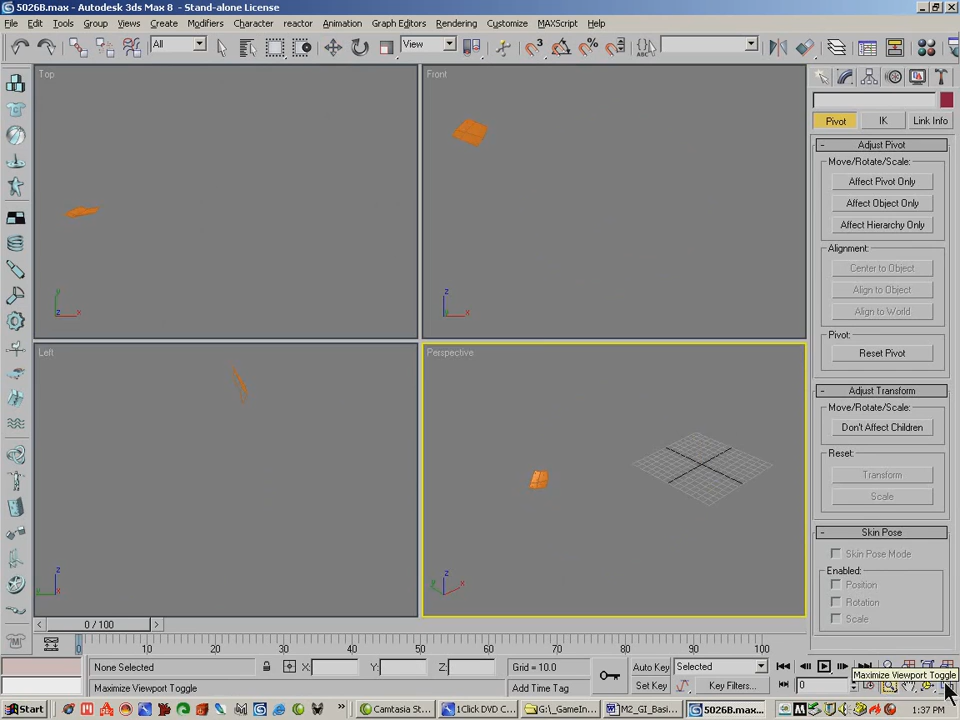 5026B.max - Autodesk 3ds Max 8 - Stand-alone License
File Edit Tools Group Views Create Modifiers Character reactor Animation Graph Editors Rendering Customize MAXScript Help
All View
Top Front
Pivot IK Link Info
- Adjust Pivot
Move/Rotate/Scale:
Affect Pivot Only
Affect Object Only
Affect Hierarchy Only
Alignment:
Center to Object
Align to Object
Align to World
Pivot:
Reset Pivot
Left Perspective
- Adjust Transform
Move/Rotate/Scale:
Don't Affect Children
Reset:
Transform
Scale
- Skin Pose
Skin Pose Mode
Enabled:
Position
Rotation
Scale
< 0 / 100 >
0 10 20 30 40 50 60 70 80 90 100
None Selected X: Y: Z: Grid = 10.0 Auto Key Selected
Maximize Viewport Toggle
Maximize Viewport Toggle Add Time Tag Set Key Key Filters... 0
Start Camtasia St... 1Click DVD C... G:\_GameIn... M2_GI_Basi... 5026B.max... 1:37 PM